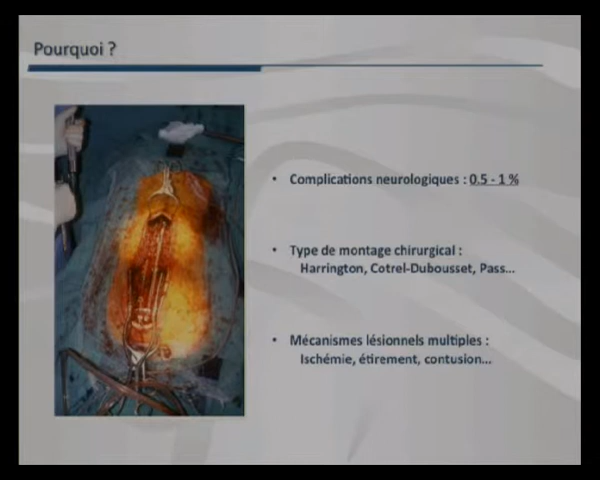 Pourquoi ?
• Complications neurologiques : 0.5 - 1 %
• Type de montage chirurgical :
Harrington, Cotrel-Dubousset, Pass...
• Mécanismes lésionnels multiples :
Ischémie, étirement, contusion...